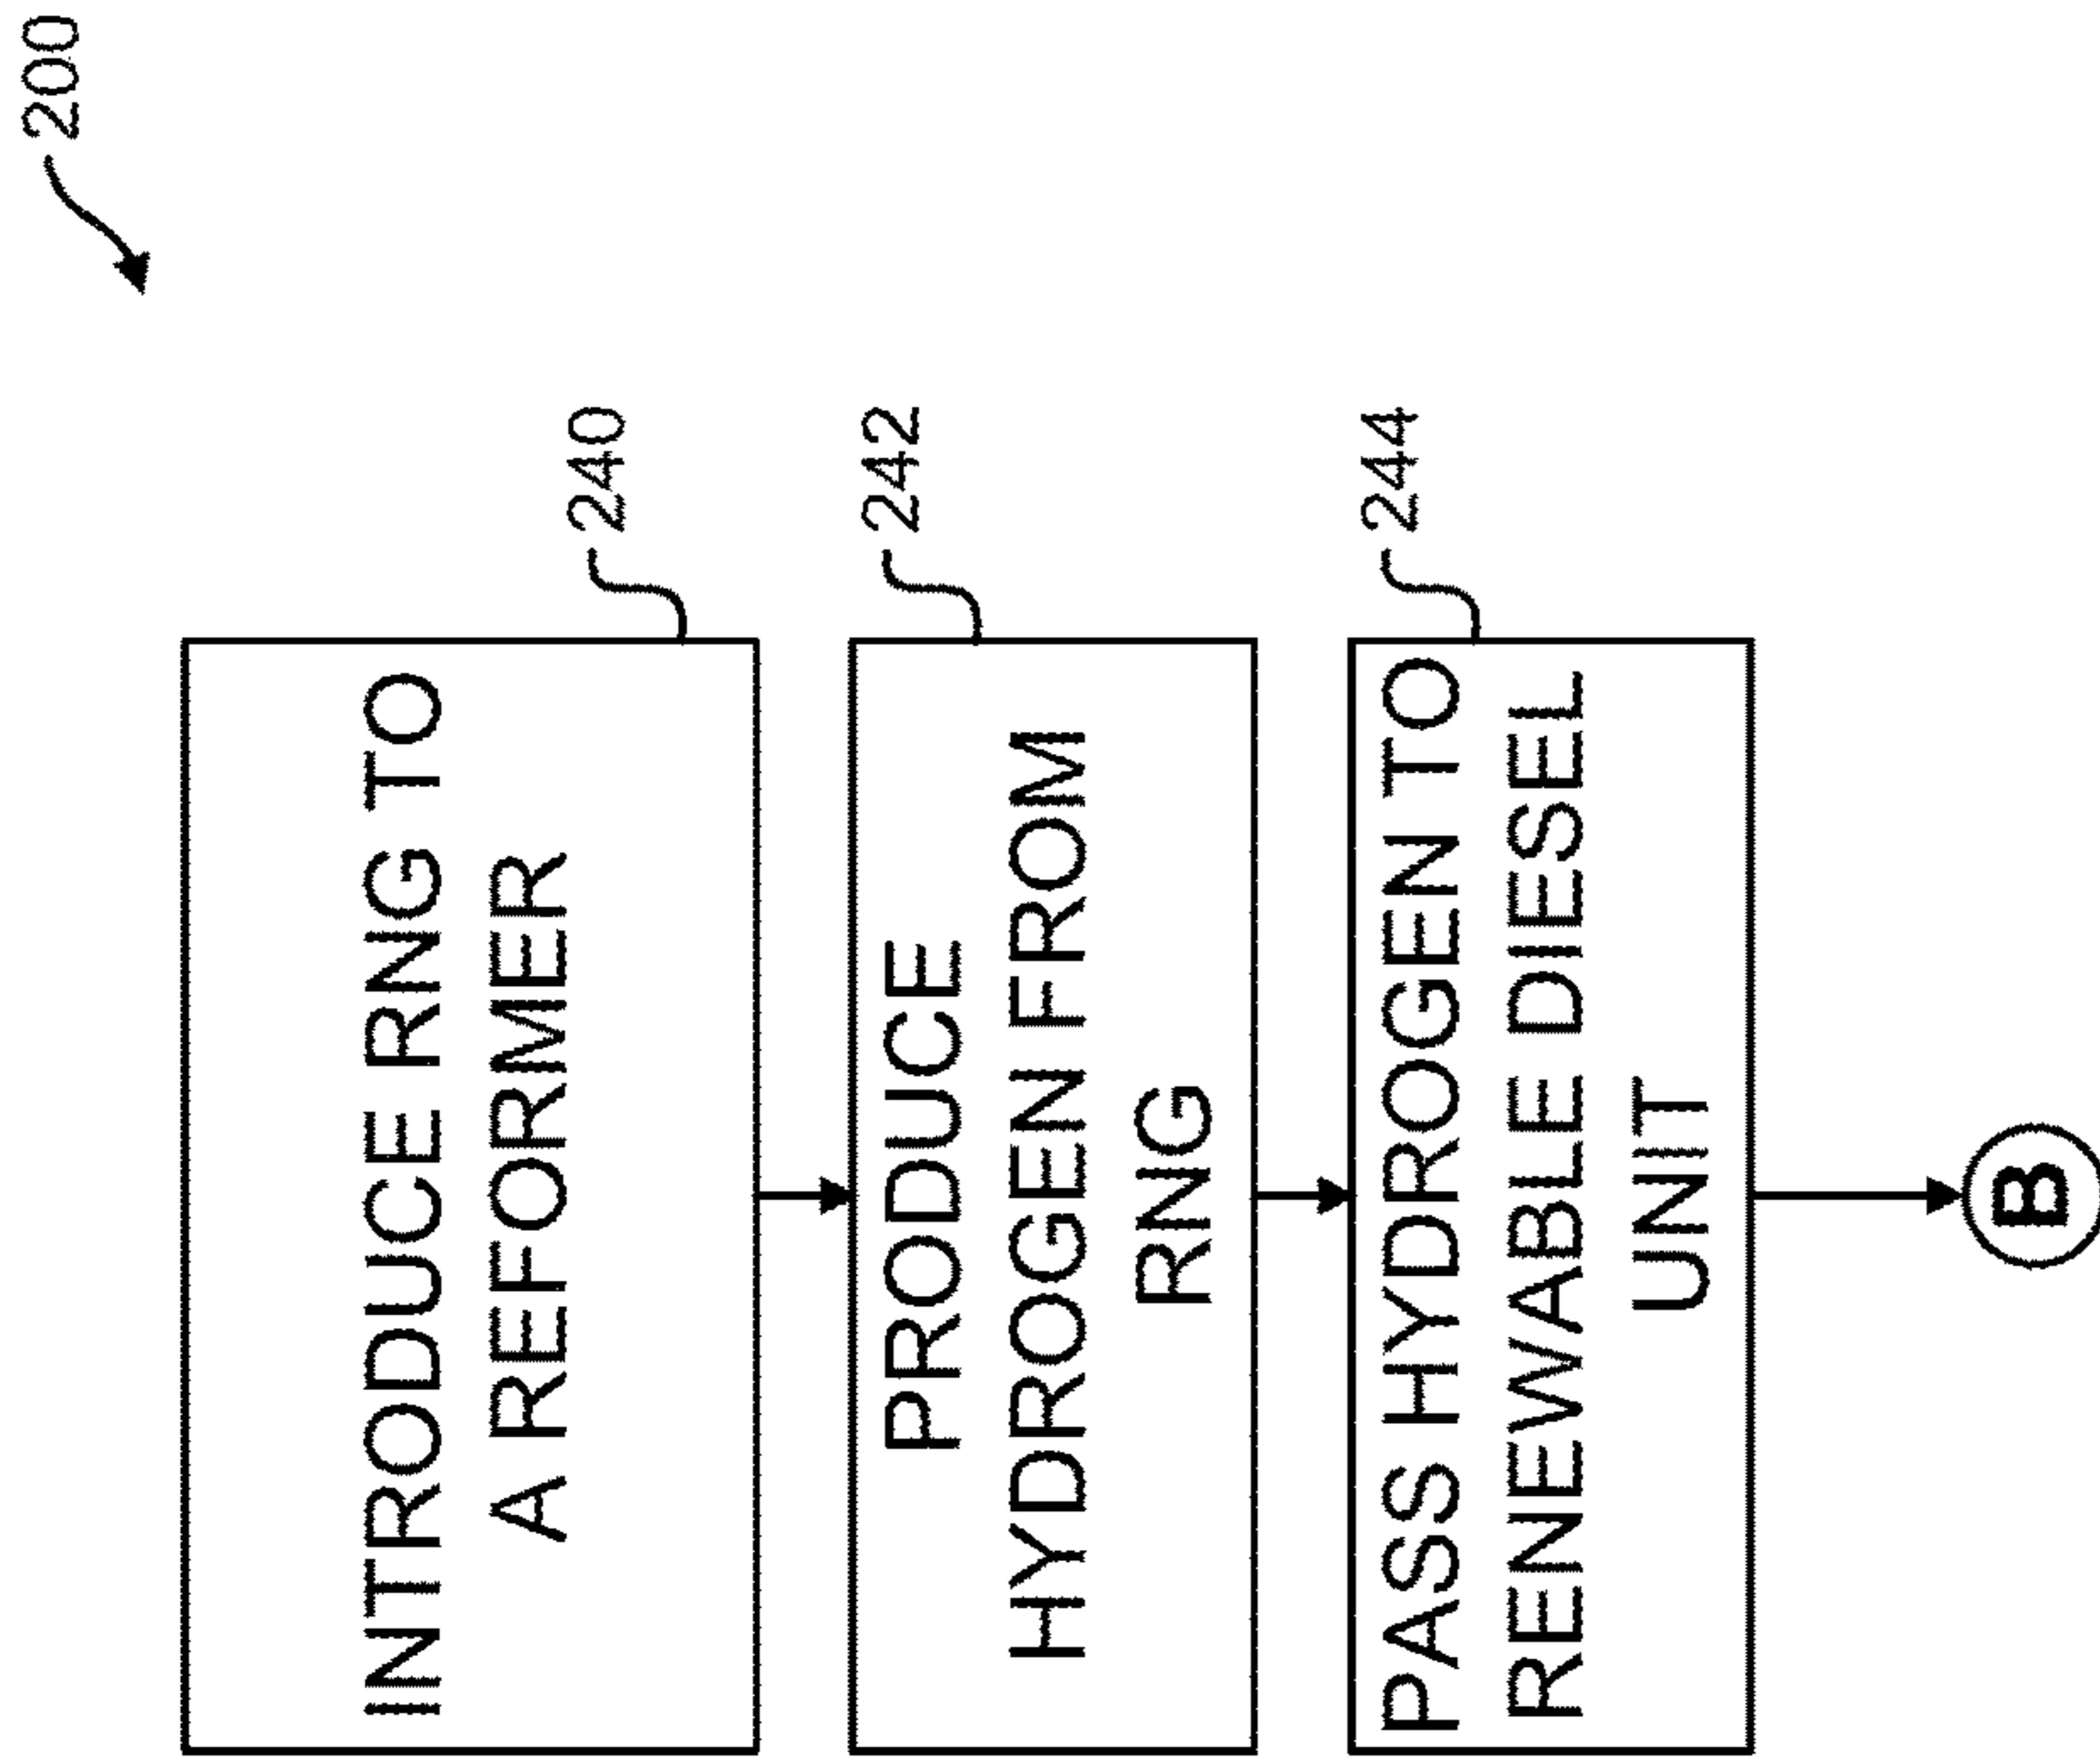 200
INTRODUCE RNG TO
A REFORMER
240
PRODUCE
HYDROGEN FROM
RNG
242
PASS HYDROGEN TO
RENEWABLE DIESEL
UNIT
244
B